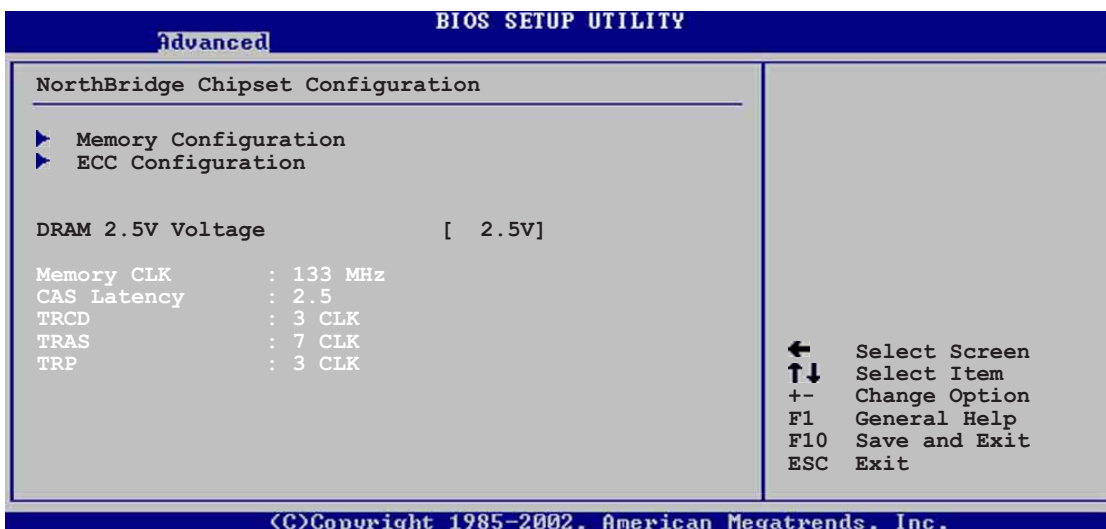 BIOS SETUP UTILITY
Advanced
NorthBridge Chipset Configuration
Memory Configuration
ECC Configuration
DRAM 2.5V Voltage [ 2.5V]
Memory CLK : 133 MHz
CAS Latency : 2.5
TRCD : 3 CLK
TRAS : 7 CLK
TRP : 3 CLK
← Select Screen
↑↓ Select Item
+- Change Option
F1 General Help
F10 Save and Exit
ESC Exit
(C)Copyright 1985-2002, American Megatrends, Inc.